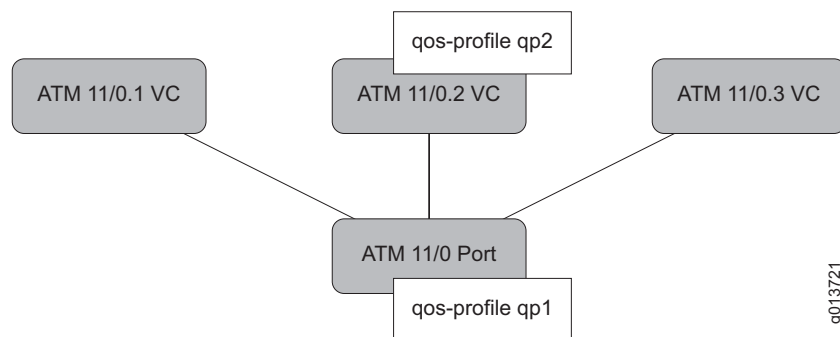 qos-profile qp2
ATM 11/0.1 VC
ATM 11/0.2 VC
ATM 11/0.3 VC
ATM 11/0 Port
qos-profile qp1
g013721